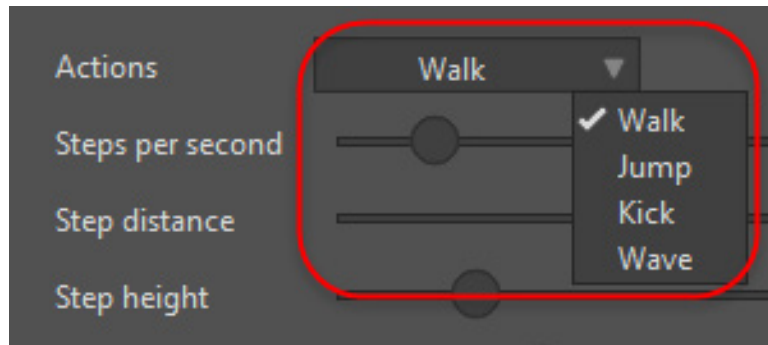 Actions Walk
Walk
Steps per second
Jump
Step distance Kick
Wave
Step height